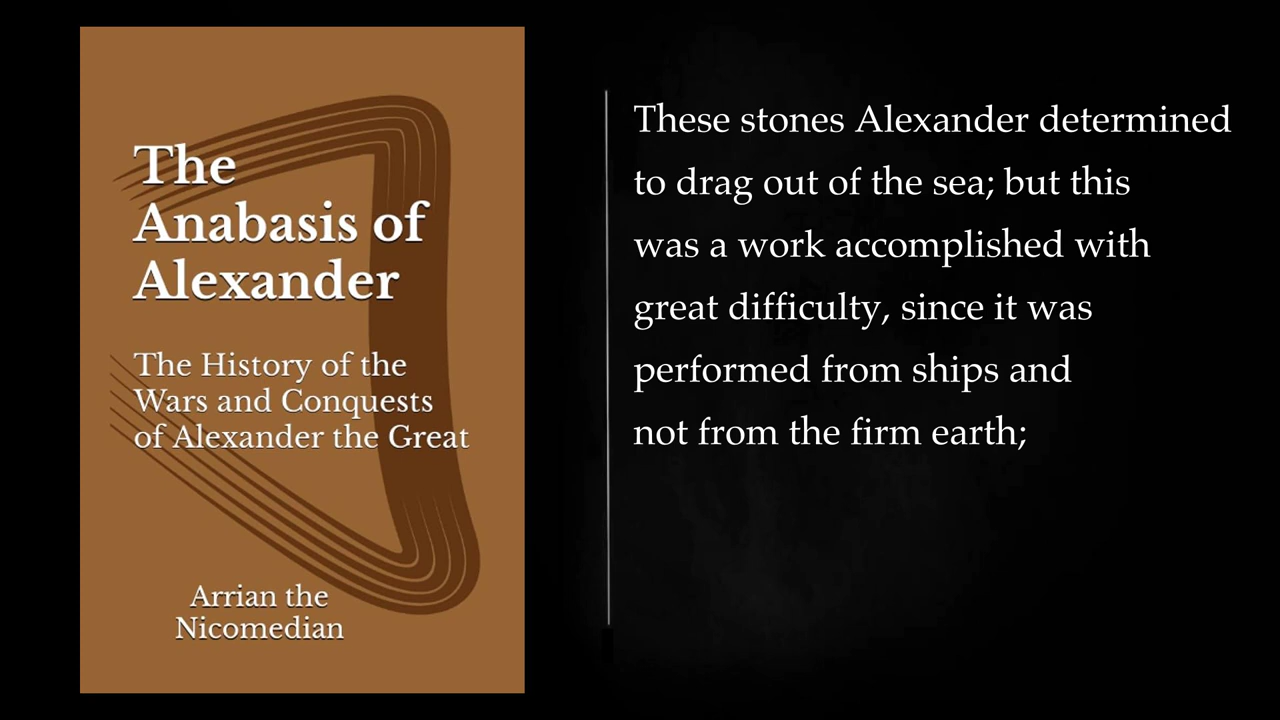 The
Anabasis of
Alexander
The History of the
Wars and Conquests
of Alexander the Great
Arrian the
Nicomedian
These stones Alexander determined
to drag out of the sea; but this
was a work accomplished with
great difficulty, since it was
performed from ships and
not from the firm earth;